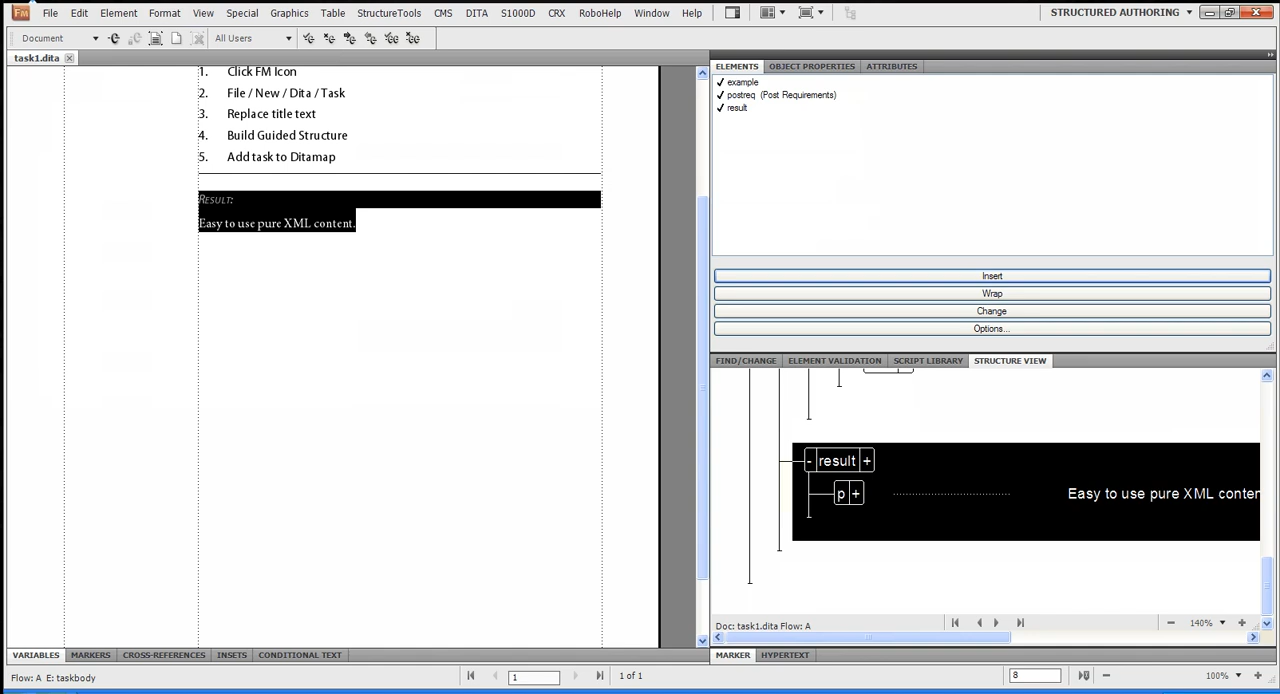 Fm File Edit Element Format View Special Graphics Table StructureTools CMS DITA S1000D CRX RoboHelp Window Help STRUCTURED AUTHORING
Document All Users
task1.dita
1. Click FM Icon
2. File / New / Dita / Task
3. Replace title text
4. Build Guided Structure
5. Add task to Ditamap
RESULT:
Easy to use pure XML content.
ELEMENTS OBJECT PROPERTIES ATTRIBUTES
example
postreq (Post Requirements)
result
Insert
Wrap
Change
Options...
FIND/CHANGE ELEMENT VALIDATION SCRIPT LIBRARY STRUCTURE VIEW
- result +
p + Easy to use pure XML conten
Doc: task1.dita Flow: A 140%
VARIABLES MARKERS CROSS-REFERENCES INSETS CONDITIONAL TEXT MARKER HYPERTEXT
Flow: A E: taskbody 1 1 of 1 8 100%